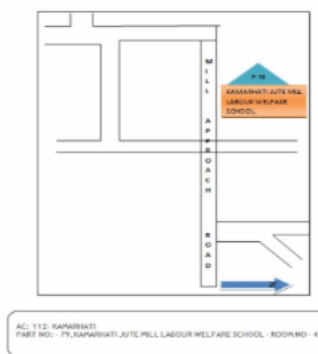 P-79
KAMARHATI JUTE MILL
LABOUR WELFARE
SCHOOL.
MILL APPROACH ROAD
N
AC: 112- KAMARHATI
PART NO: - 79, KAMARHATI JUTE MILL LABOUR WELFARE SCHOOL - ROOM NO - 4